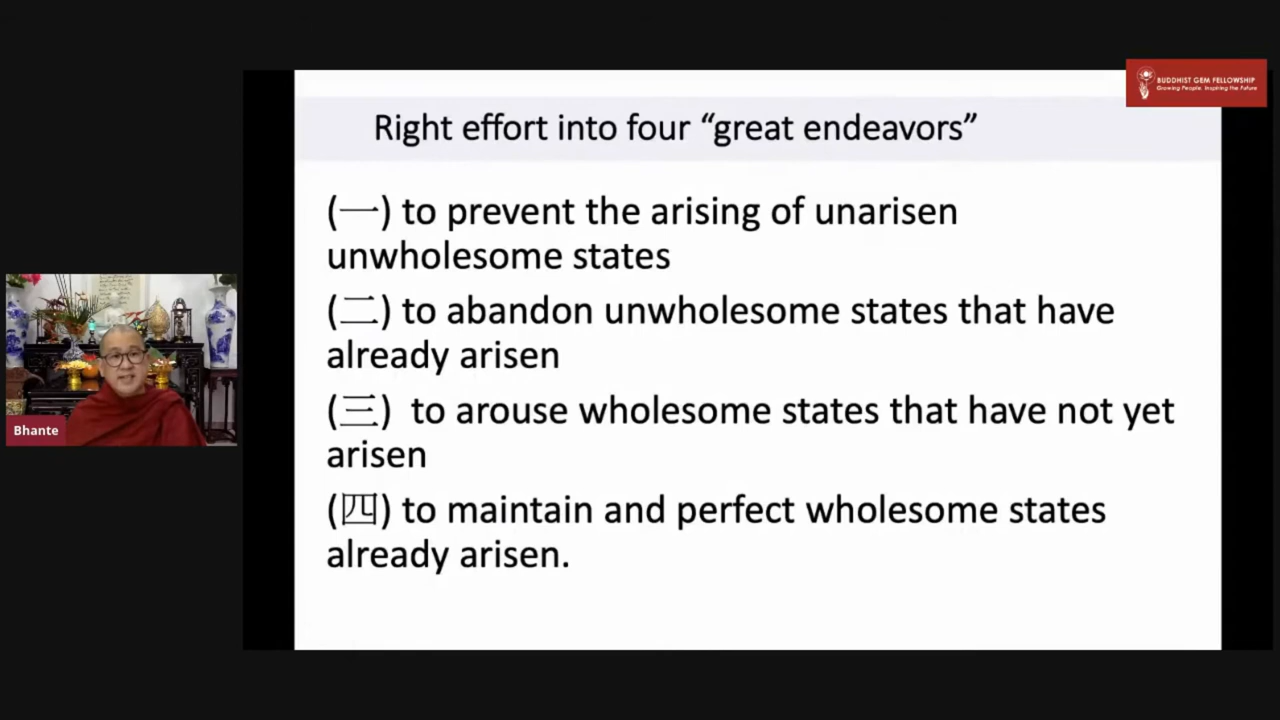 BUDDHIST GEM FELLOWSHIP
Growing People. Inspiring the Future
Right effort into four “great endeavors”
(一) to prevent the arising of unarisen
unwholesome states
(二) to abandon unwholesome states that have
already arisen
(三) to arouse wholesome states that have not yet
arisen
(四) to maintain and perfect wholesome states
already arisen.
Bhante